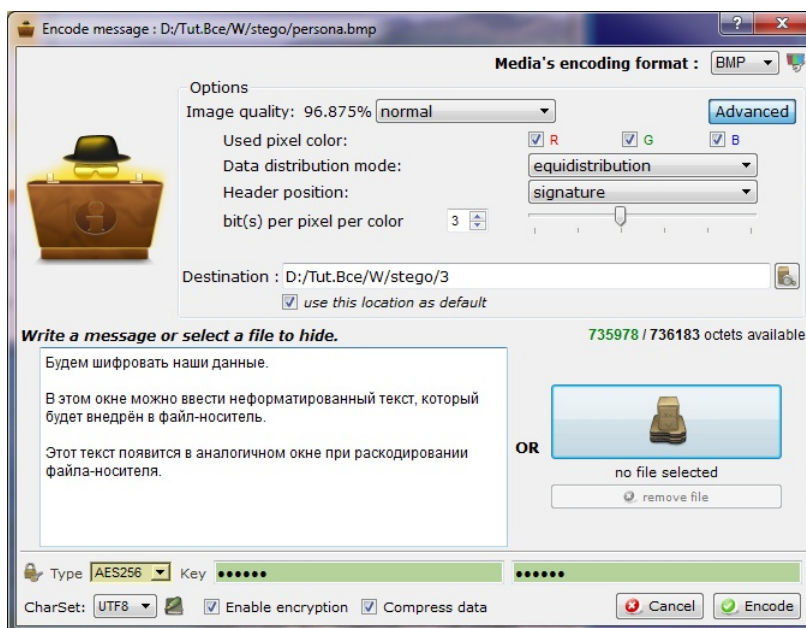 Encode message : D:/Tut.Bce/W/stego/persona.bmp
Media's encoding format : BMP
Options
Image quality: 96.875% normal Advanced
Used pixel color: R G B
Data distribution mode: equidistribution
Header position: signature
bit(s) per pixel per color 3
Destination : D:/Tut.Bce/W/stego/3
use this location as default
Write a message or select a file to hide. 735978 / 736183 octets available
Будем шифровать наши данные.
В этом окне можно ввести неформатированный текст, который
будет внедрён в файл-носитель.
Этот текст появится в аналогичном окне при раскодировании
файла-носителя.
OR
no file selected
remove file
Type AES256 Key ●●●●●● ●●●●●●
CharSet: UTF8 Enable encryption Compress data Cancel Encode